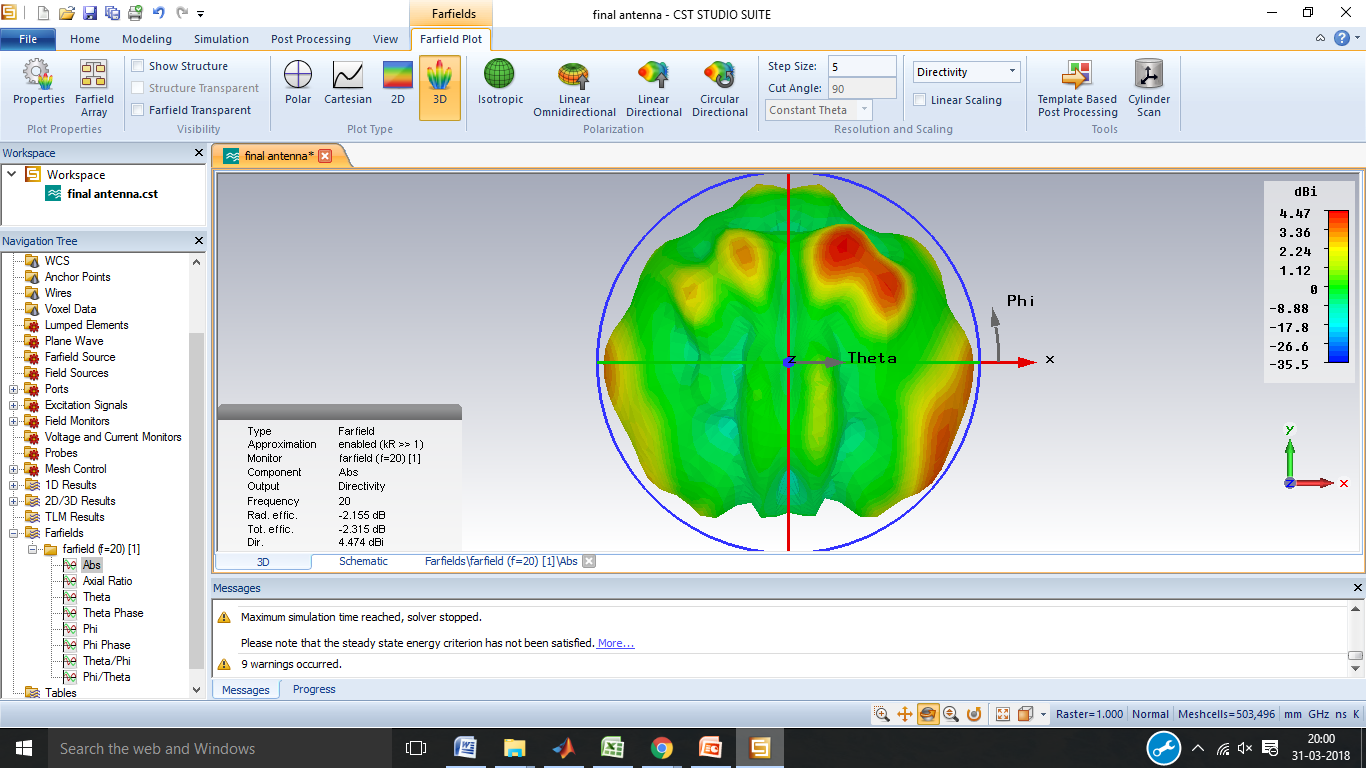 Farfields
final antenna - CST STUDIO SUITE
File Home Modeling Simulation Post Processing View Farfield Plot
Properties
Farfield Array
Plot Properties
Show Structure
Structure Transparent
Farfield Transparent
Visibility
Polar Cartesian 2D 3D
Plot Type
Isotropic
Linear Omnidirectional
Linear Directional
Circular Directional
Polarization
Step Size: 5
Cut Angle: 90
Constant Theta
Directivity
Linear Scaling
Resolution and Scaling
Template Based Post Processing
Cylinder Scan
Tools
Workspace
Workspace
final antenna.cst
Navigation Tree
WCS
Anchor Points
Wires
Voxel Data
Lumped Elements
Plane Wave
Farfield Source
Field Sources
Ports
Excitation Signals
Field Monitors
Voltage and Current Monitors
Probes
Mesh Control
1D Results
2D/3D Results
TLM Results
Farfields
farfield (f=20) [1]
Abs
Axial Ratio
Theta
Theta Phase
Phi
Phi Phase
Theta/Phi
Phi/Theta
Tables
final antenna*
dBi
4.47
3.36
2.24
1.12
0
-8.88
-17.8
-26.6
-35.5
Phi
z Theta x
y
z x
Type Farfield
Approximation enabled (kR >> 1)
Monitor farfield (f=20) [1]
Component Abs
Output Directivity
Frequency 20
Rad. effic. -2.155 dB
Tot. effic. -2.315 dB
Dir. 4.474 dBi
3D Schematic Farfields\farfield (f=20) [1]\Abs
Messages
Maximum simulation time reached, solver stopped.
Please note that the steady state energy criterion has not been satisfied. More...
9 warnings occurred.
Messages Progress
Raster=1.000 Normal Meshcells=503,496 mm GHz ns K
Search the web and Windows
20:00
31-03-2018